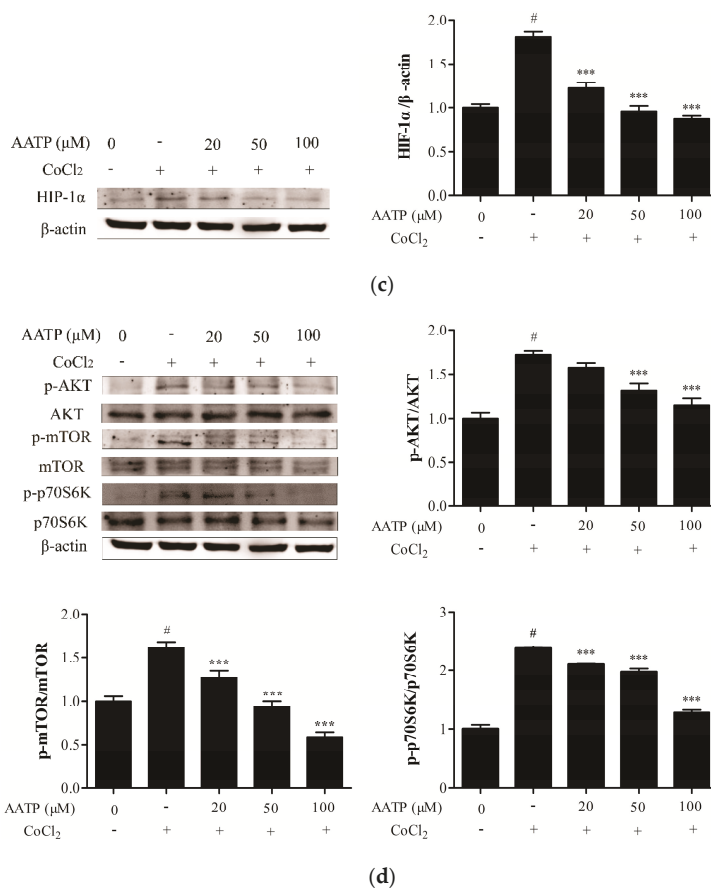 AATP (μM) 0 - 20 50 100
CoCl2 - + + + +
HIP-1α
β-actin
HIF-1α/β -actin
2.0
1.5
1.0
0.5
0.0
#
***
***
***
AATP (μM) 0 - 20 50 100
CoCl2 - + + + +
(c)
AATP (μM) 0 - 20 50 100
CoCl2 - + + + +
p-AKT
AKT
p-mTOR
mTOR
p-p70S6K
p70S6K
β-actin
p-AKT/AKT
2.0
1.5
1.0
0.5
0.0
#
***
***
AATP (μM) 0 - 20 50 100
CoCl2 - + + + +
p-mTOR/mTOR
2.0
1.5
1.0
0.5
0.0
#
***
***
***
AATP (μM) 0 - 20 50 100
CoCl2 - + + + +
p-p70S6K/p70S6K
3
2
1
0
#
***
***
***
AATP (μM) 0 - 20 50 100
CoCl2 - + + + +
(d)